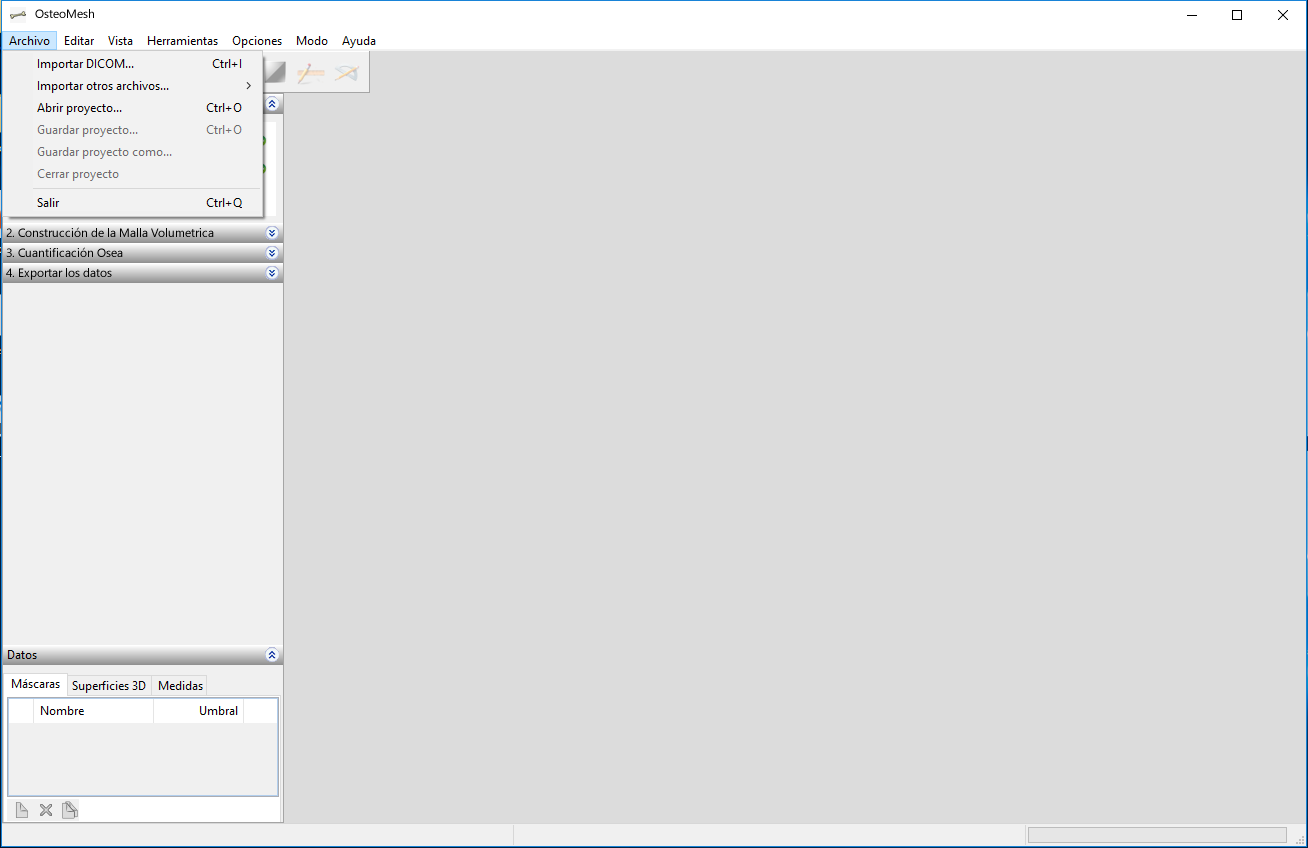 OsteoMesh
Archivo Editar Vista Herramientas Opciones Modo Ayuda
Importar DICOM... Ctrl+I
Importar otros archivos...
Abrir proyecto... Ctrl+O
Guardar proyecto... Ctrl+O
Guardar proyecto como...
Cerrar proyecto
Salir Ctrl+Q
2. Construcción de la Malla Volumetrica
3. Cuantificación Osea
4. Exportar los datos
Datos
Máscaras Superficies 3D Medidas
Nombre Umbral